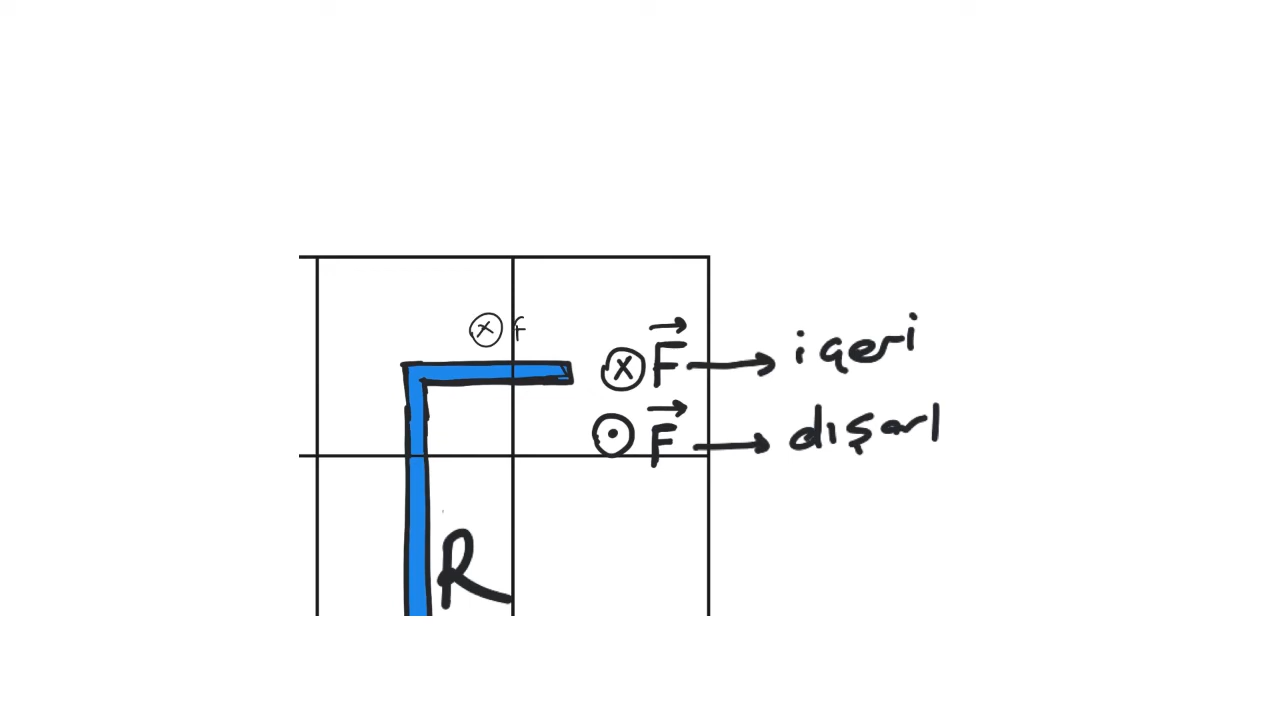 f
F → içeri
F → dışarı
R